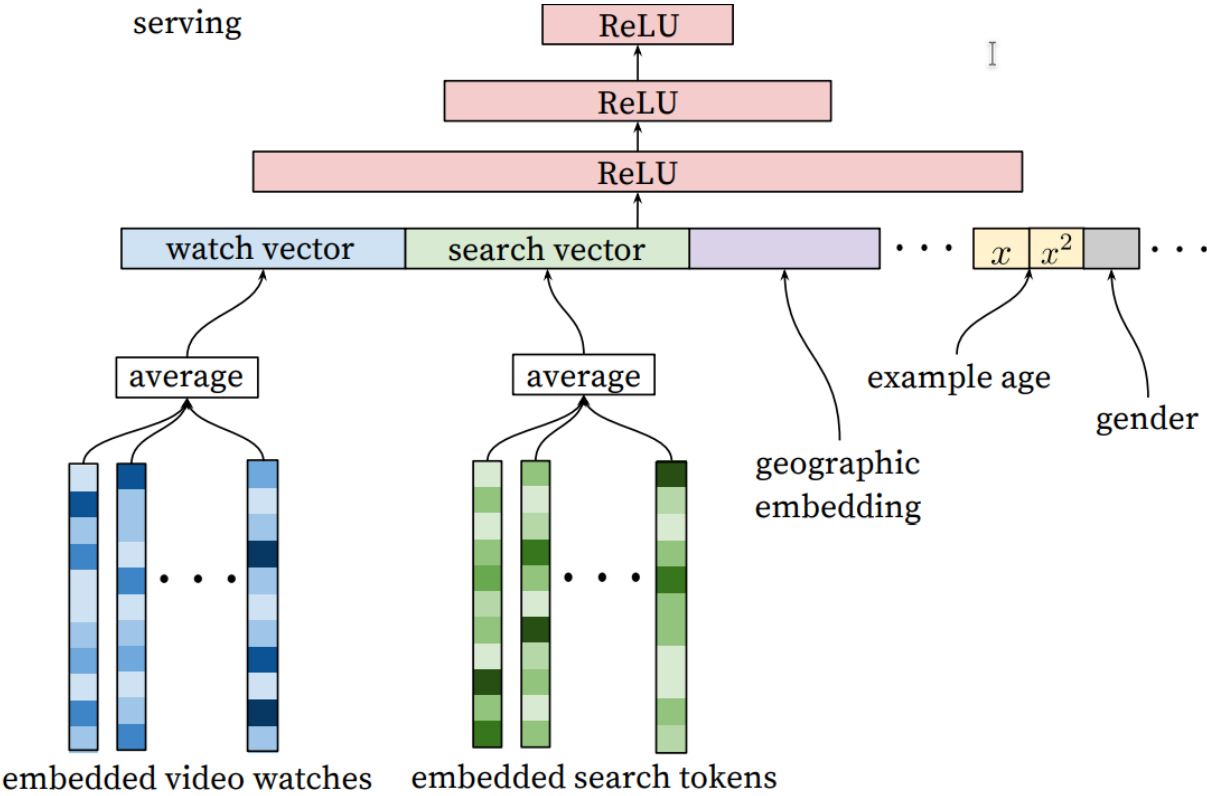 serving
ReLU
ReLU
ReLU
watch vector
search vector
. . .
x
x²
. . .
average
average
example age
gender
geographic
embedding
. . .
. . .
embedded video watches
embedded search tokens